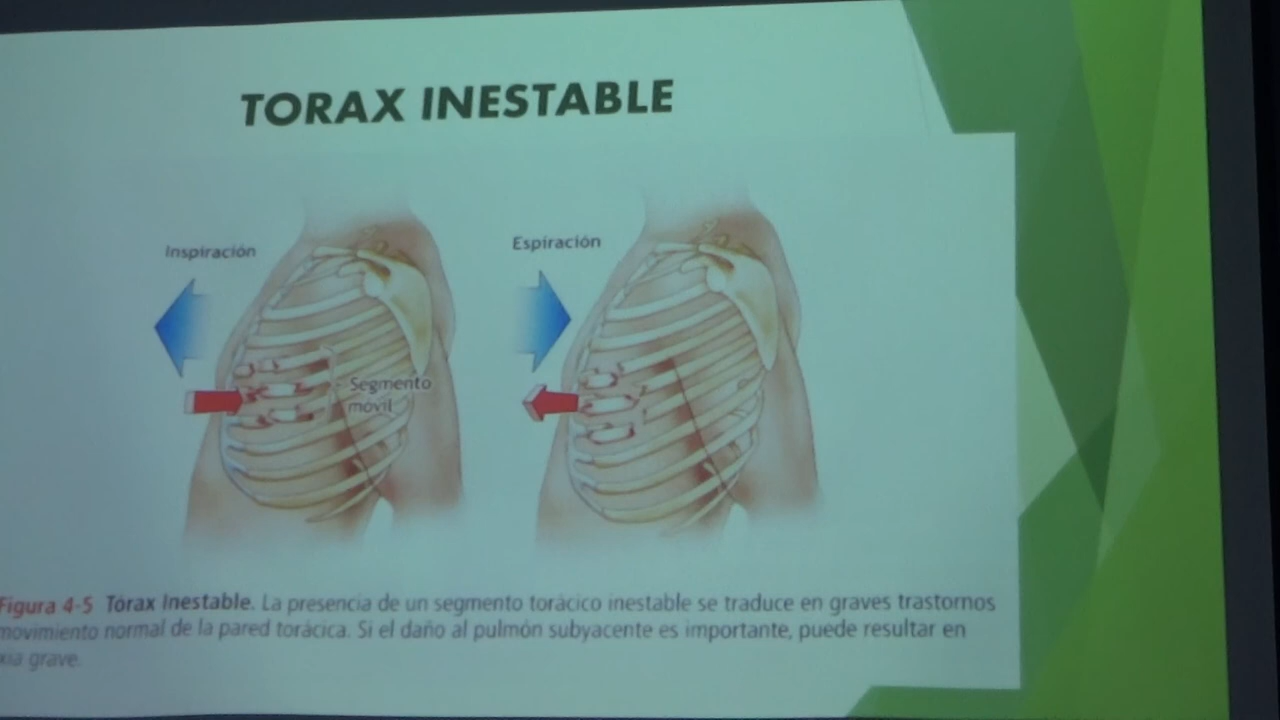 TORAX INESTABLE
Inspiración
Espiración
Segmento
móvil
Figura 4-5 Tórax Inestable. La presencia de un segmento torácico inestable se traduce en graves trastornos
movimiento normal de la pared torácica. Si el daño al pulmón subyacente es importante, puede resultar en
xia grave.